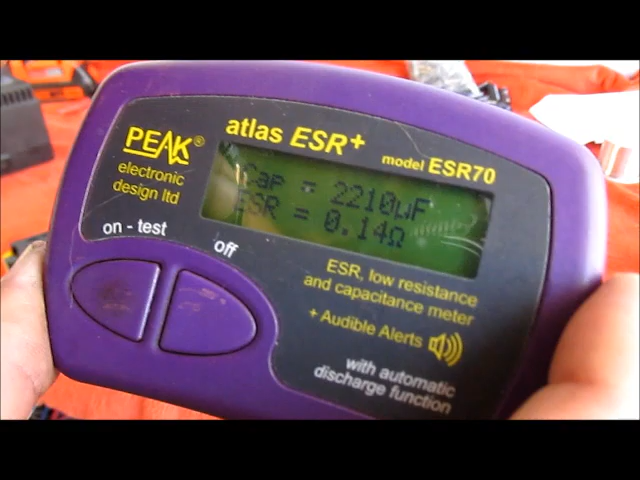 PEAK®
electronic
design ltd
atlas ESR+
model ESR70
Cap = 2210µF
ESR = 0.14Ω
on - test
off
ESR, low resistance
and capacitance meter
+ Audible Alerts
with automatic
discharge function